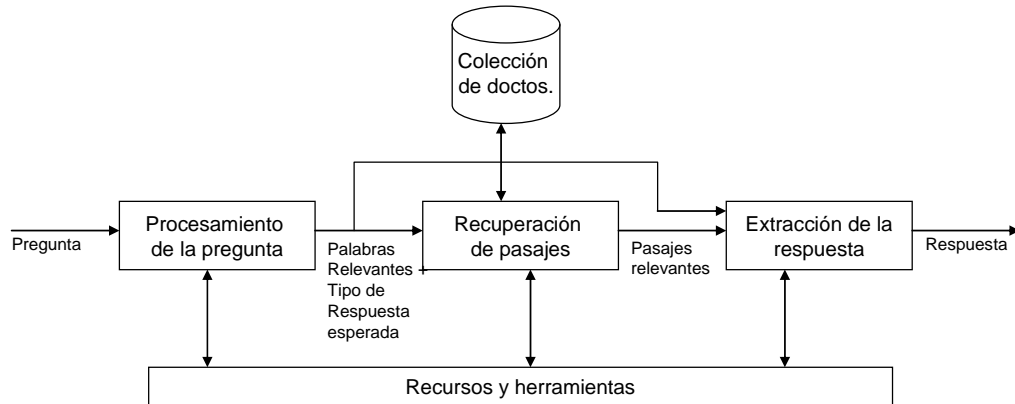 Colección
de doctos.
Procesamiento
de la pregunta
Recuperación
de pasajes
Extracción de la
respuesta
Pregunta
Palabras
Relevantes +
Tipo de
Respuesta
esperada
Pasajes
relevantes
Respuesta
Recursos y herramientas